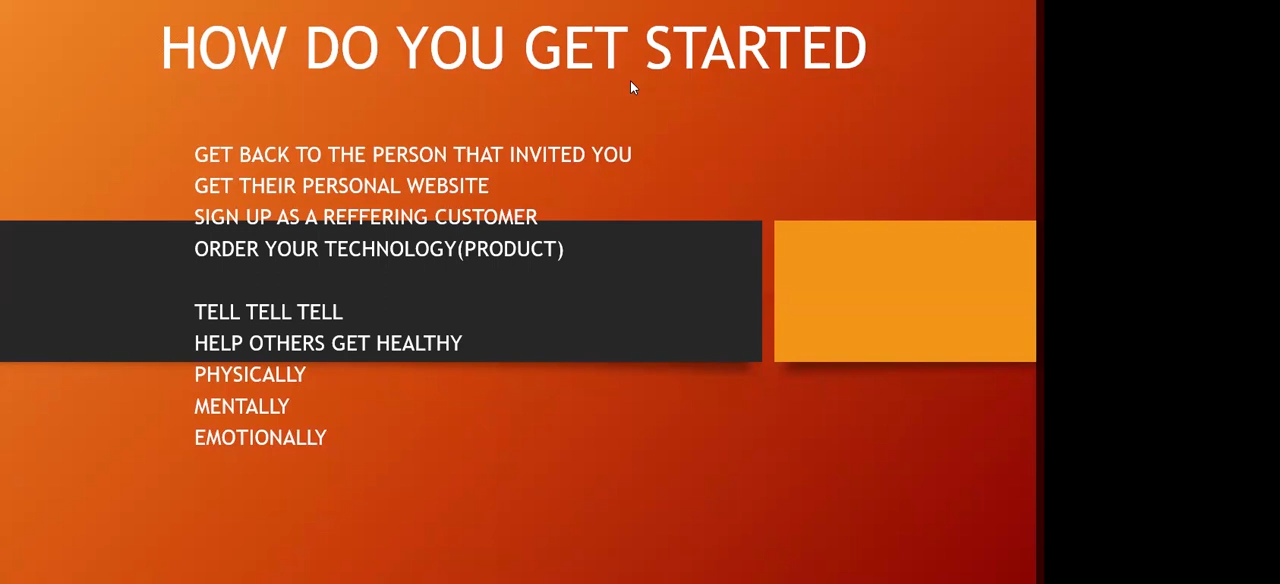 HOW DO YOU GET STARTED
GET BACK TO THE PERSON THAT INVITED YOU
GET THEIR PERSONAL WEBSITE
SIGN UP AS A REFFERING CUSTOMER
ORDER YOUR TECHNOLOGY(PRODUCT)
TELL TELL TELL
HELP OTHERS GET HEALTHY
PHYSICALLY
MENTALLY
EMOTIONALLY